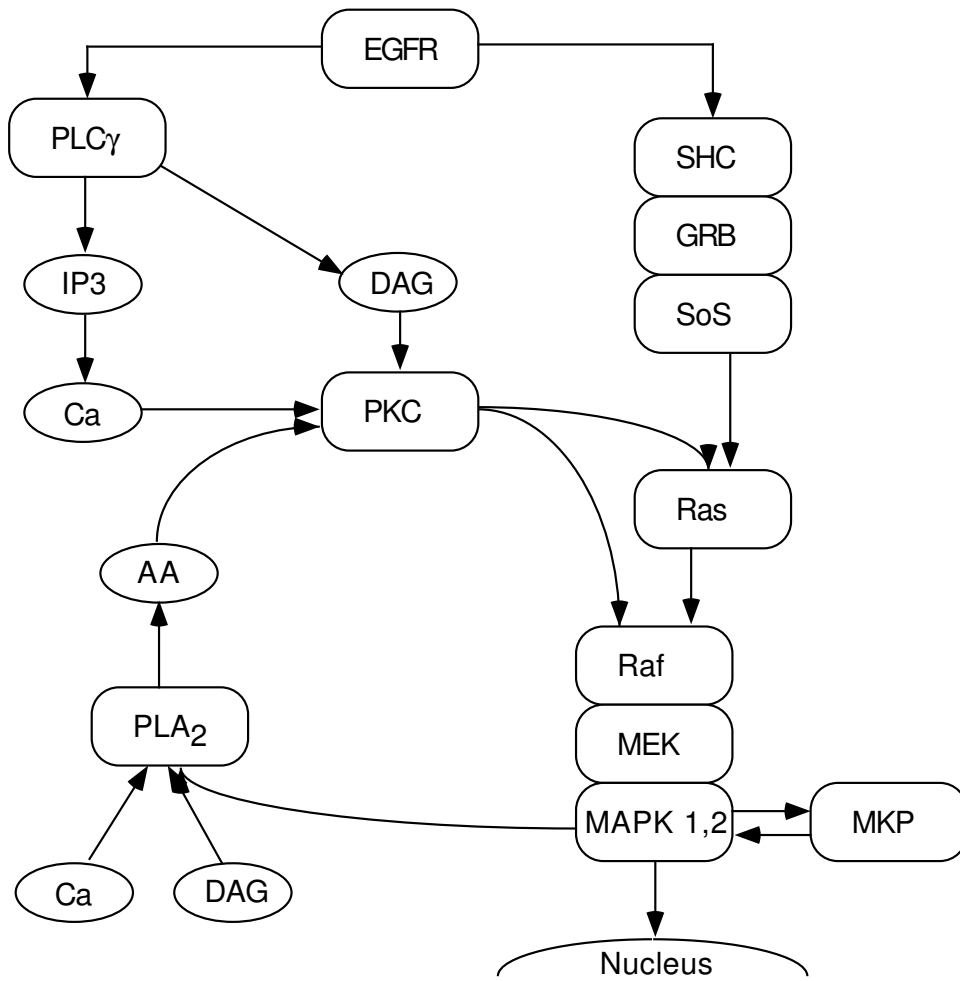 EGFR
PLCγ
SHC
GRB
IP3
DAG
SoS
Ca
PKC
Ras
AA
Raf
PLA2
MEK
MAPK 1,2
MKP
Ca
DAG
Nucleus